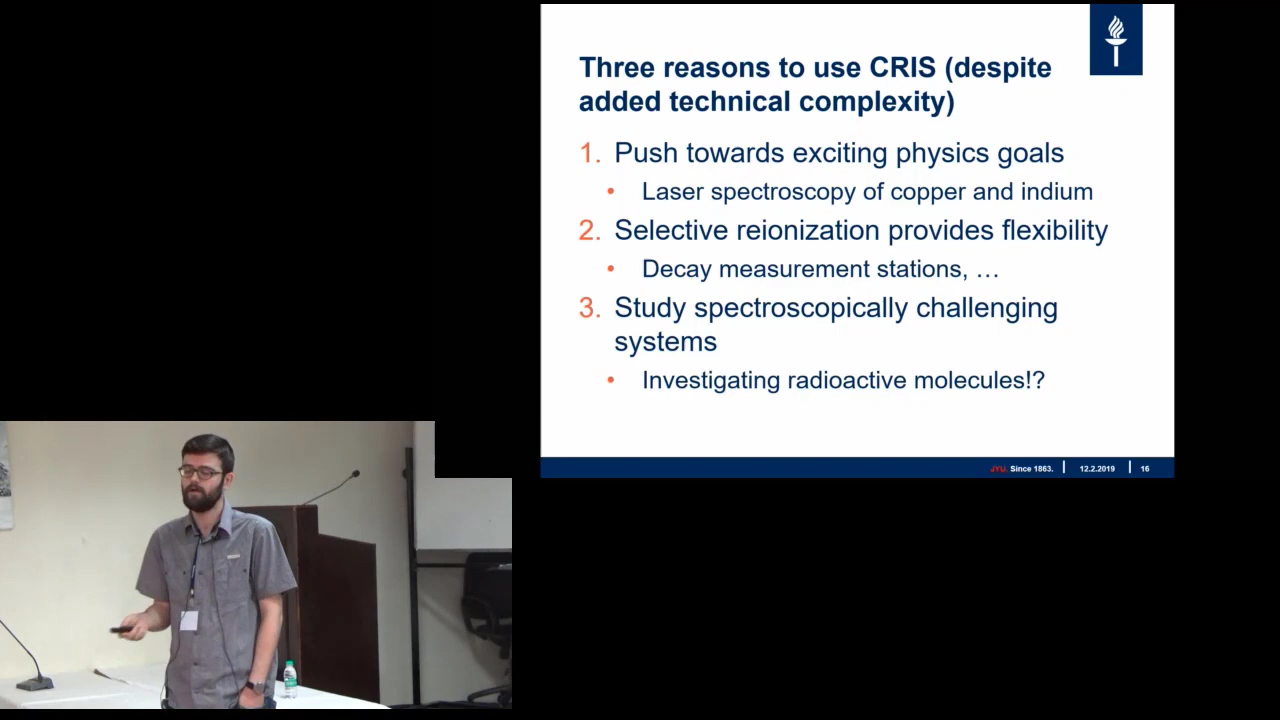 Three reasons to use CRIS (despite
added technical complexity)
1. Push towards exciting physics goals
• Laser spectroscopy of copper and indium
2. Selective reionization provides flexibility
• Decay measurement stations, …
3. Study spectroscopically challenging
systems
• Investigating radioactive molecules!?
JYU. Since 1863. 12.2.2019 16